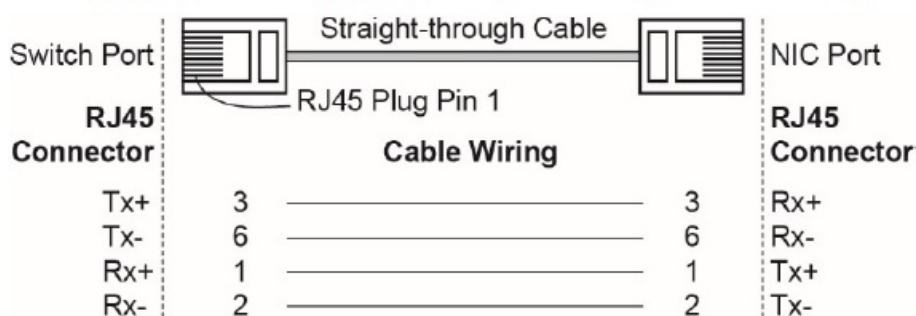 Straight-through Cable
Switch Port NIC Port
RJ45 Plug Pin 1
RJ45 RJ45
Connector Cable Wiring Connector
Tx+ 3 3 Rx+
Tx- 6 6 Rx-
Rx+ 1 1 Tx+
Rx- 2 2 Tx-